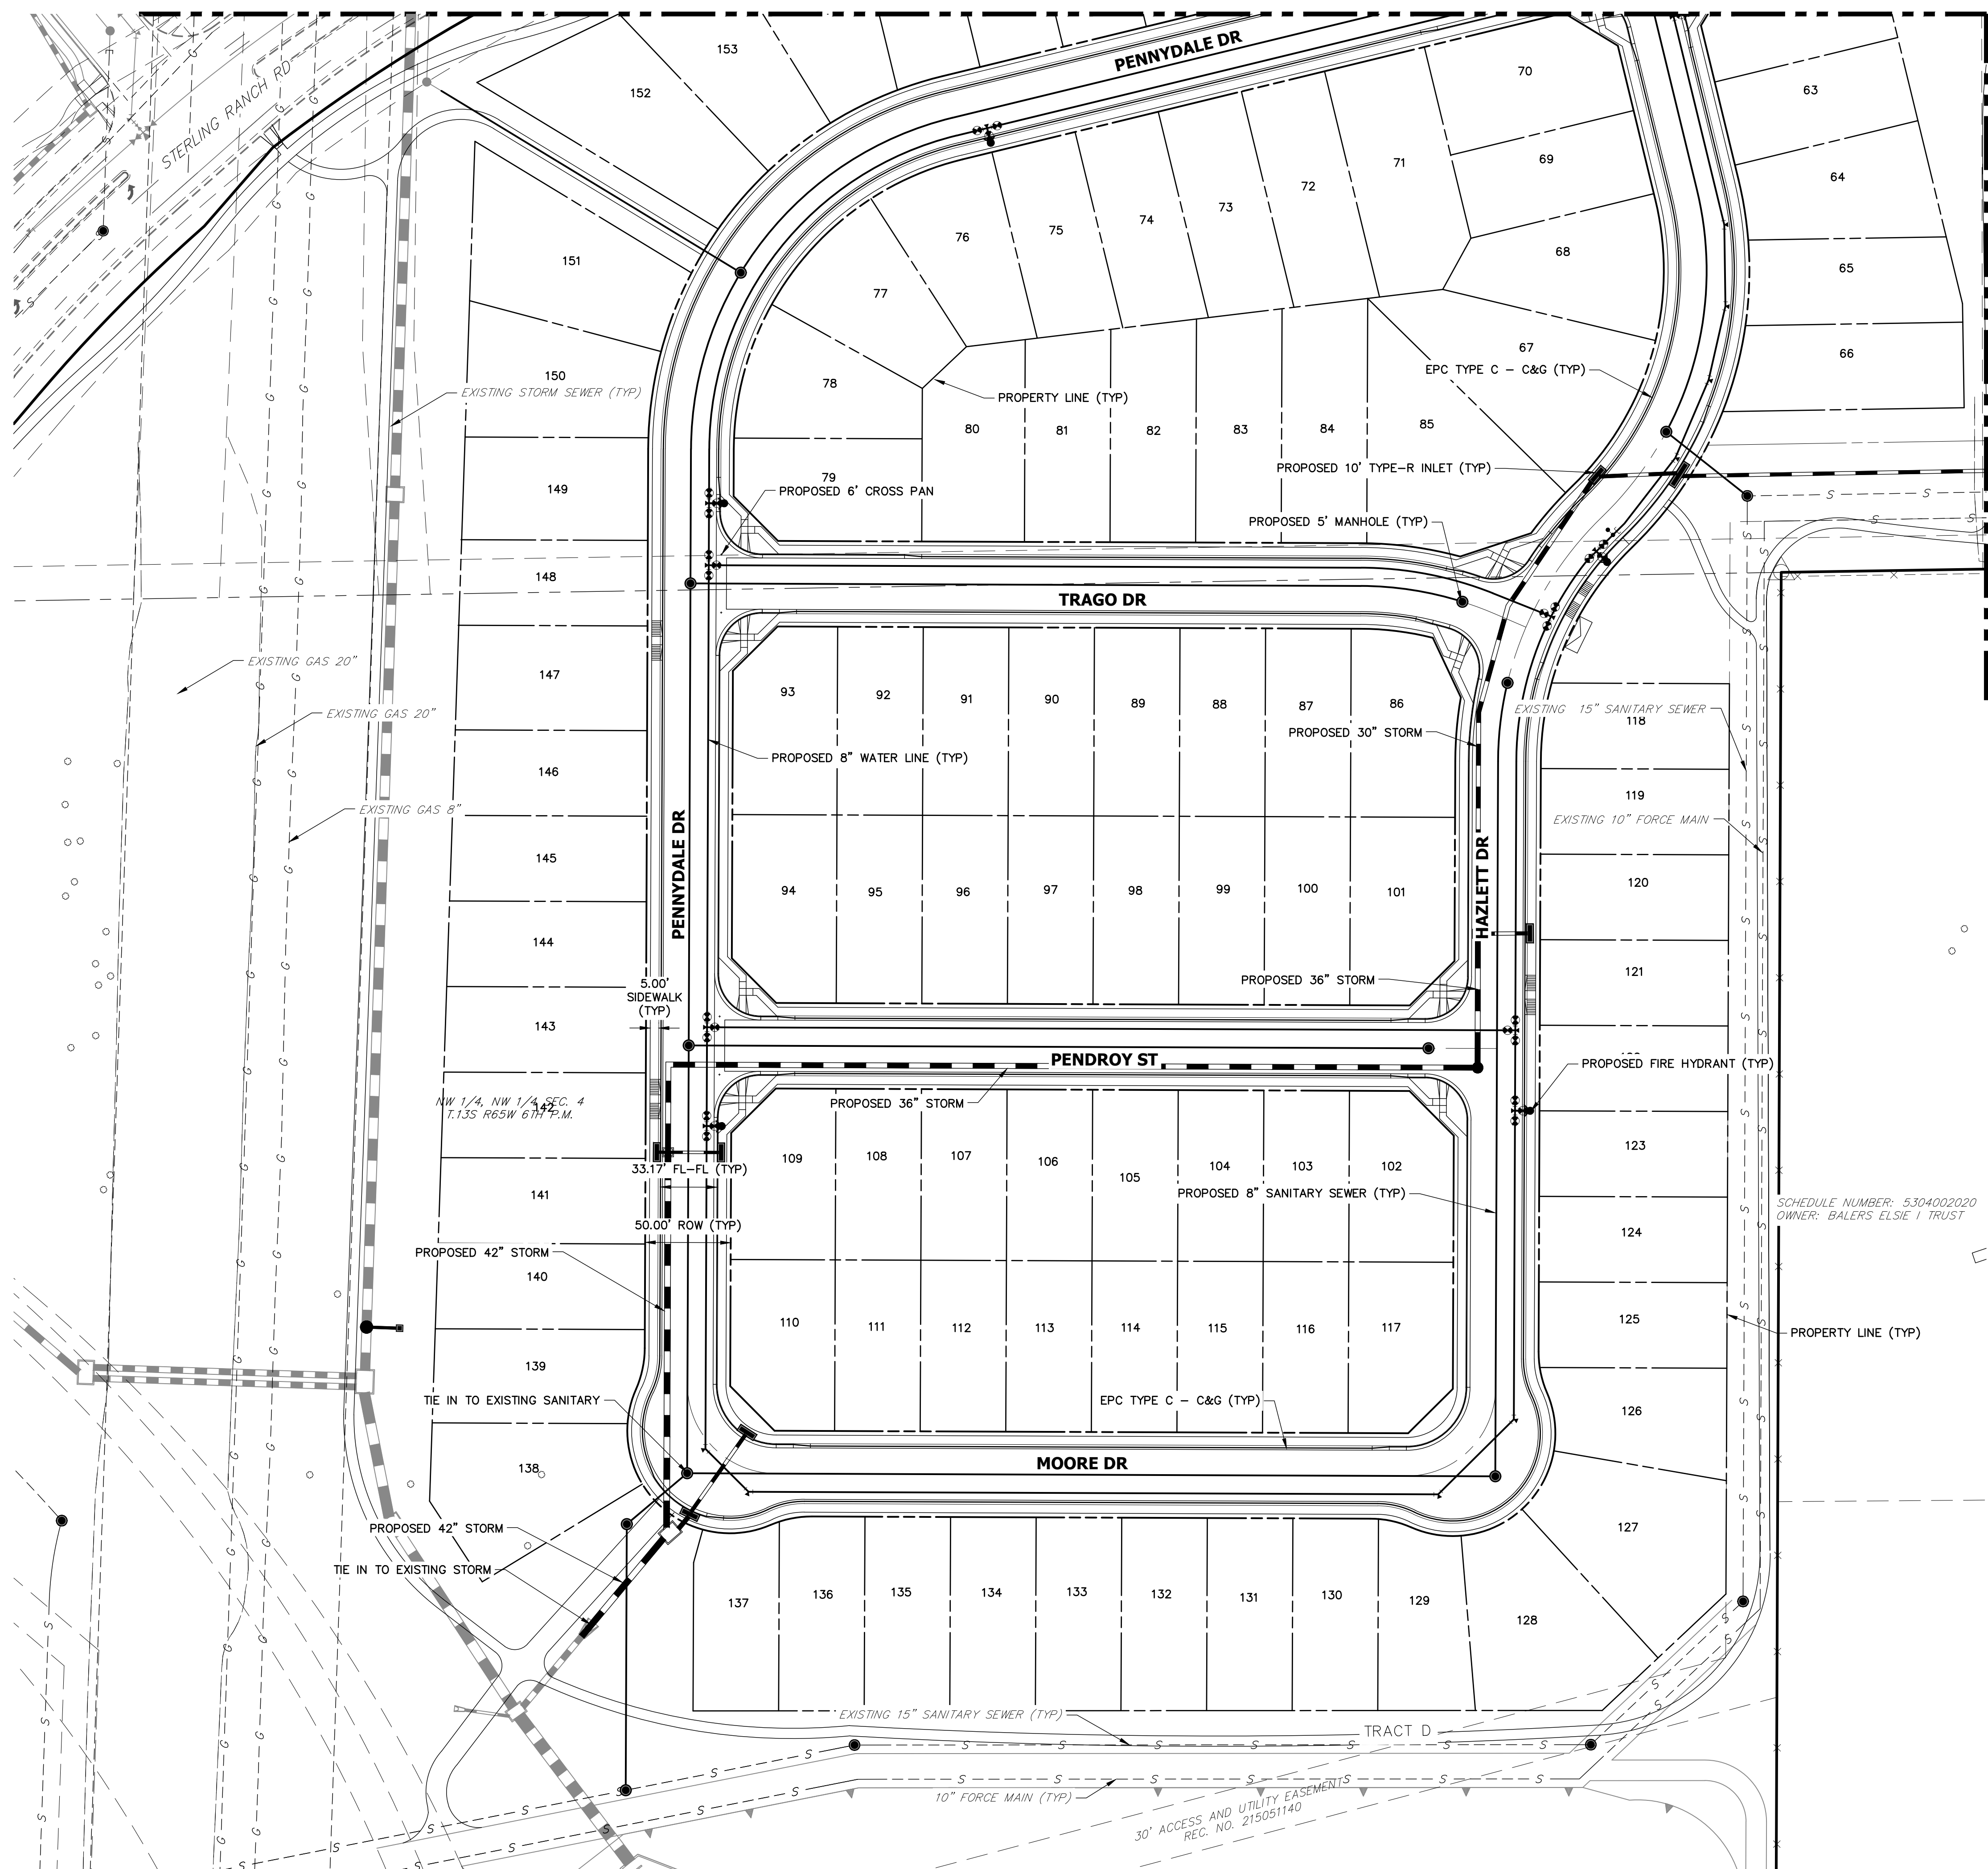 PENNYDALE DR
STERLING RANCH RD
153
152
151
150
EXISTING STORM SEWER (TYP)
149
148
147
146
145
144
143
NW 1/4, NW 1/4, SEC. 4
T.13S R65W 6TH P.M.
142
141
140
139
138
70
69
68
67
71
72
73
74
75
76
77
78
79
63
64
65
66
EPC TYPE C - C&G (TYP)
PROPERTY LINE (TYP)
80
81
82
83
84
85
PROPOSED 10' TYPE-R INLET (TYP)
PROPOSED 6' CROSS PAN
PROPOSED 5' MANHOLE (TYP)
TRAGO DR
EXISTING GAS 20"
EXISTING GAS 20"
EXISTING GAS 8"
93
92
91
90
89
88
87
86
PROPOSED 30" STORM
PROPOSED 8" WATER LINE (TYP)
EXISTING 15" SANITARY SEWER
118
119
EXISTING 10" FORCE MAIN
120
121
PENNYDALE DR
HAZLETT DR
94
95
96
97
98
99
100
101
PROPOSED 36" STORM
5.00'
SIDEWALK
(TYP)
PENDROY ST
PROPOSED FIRE HYDRANT (TYP)
PROPOSED 36" STORM
109
108
107
106
105
104
103
102
123
33.17' FL-FL (TYP)
PROPOSED 8" SANITARY SEWER (TYP)
SCHEDULE NUMBER: 5304002020
OWNER: BALERS ELSIE I TRUST
50.00' ROW (TYP)
124
PROPOSED 42" STORM
110
111
112
113
114
115
116
117
125
PROPERTY LINE (TYP)
TIE IN TO EXISTING SANITARY
EPC TYPE C - C&G (TYP)
126
MOORE DR
PROPOSED 42" STORM
127
TIE IN TO EXISTING STORM
137
136
135
134
133
132
131
130
129
128
EXISTING 15" SANITARY SEWER (TYP)
TRACT D
10" FORCE MAIN (TYP)
30' ACCESS AND UTILITY EASEMENT
REC. NO. 215051140